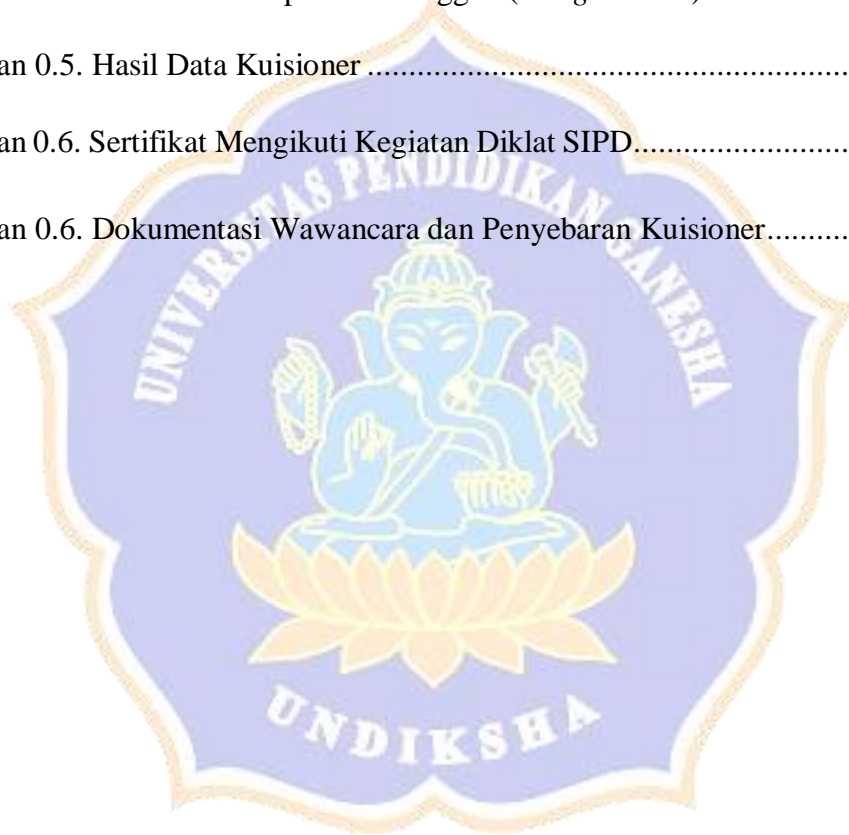 an 0.5. Hasil Data Kuisioner ..........................................................
an 0.6. Sertifikat Mengikuti Kegiatan Diklat SIPD..........................
an 0.6. Dokumentasi Wawancara dan Penyebaran Kuisioner..........
UNIVERSITAS PENDIDIKAN GANESHA
UNDIKSHA